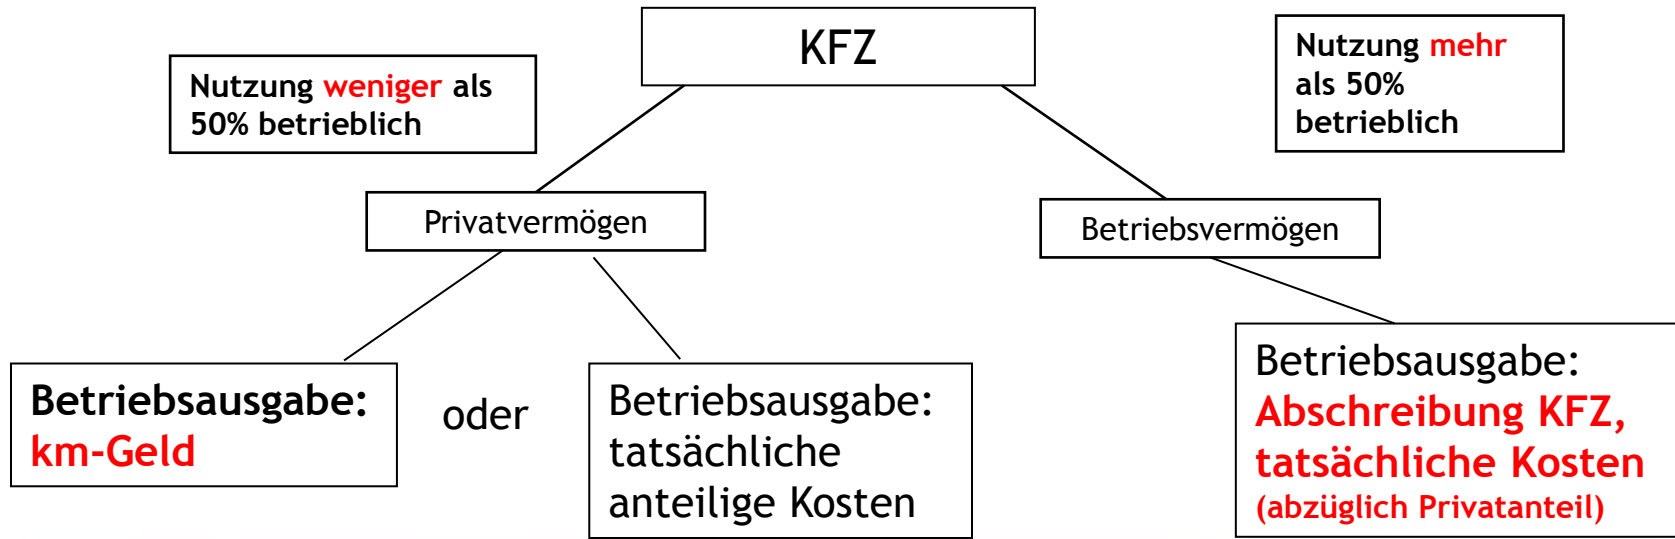 KFZ
Nutzung weniger als
50% betrieblich
Nutzung mehr
als 50%
betrieblich
Privatvermögen
Betriebsvermögen
Betriebsausgabe:
km-Geld
oder
Betriebsausgabe:
tatsächliche
anteilige Kosten
Betriebsausgabe:
Abschreibung KFZ,
tatsächliche Kosten
(abzüglich Privatanteil)